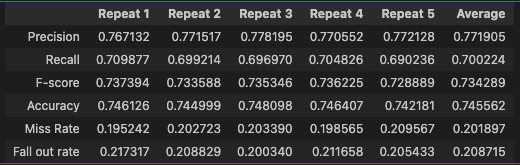 Repeat 1 Repeat 2 Repeat 3 Repeat 4 Repeat 5 Average
Precision 0.767132 0.771517 0.778195 0.770552 0.772128 0.771905
Recall 0.709877 0.699214 0.696970 0.704826 0.690236 0.700224
F-score 0.737394 0.733588 0.735346 0.736225 0.728889 0.734289
Accuracy 0.746126 0.744999 0.748098 0.746407 0.742181 0.745562
Miss Rate 0.195242 0.202723 0.203390 0.198565 0.209567 0.201897
Fall out rate 0.217317 0.208829 0.200340 0.211658 0.205433 0.208715